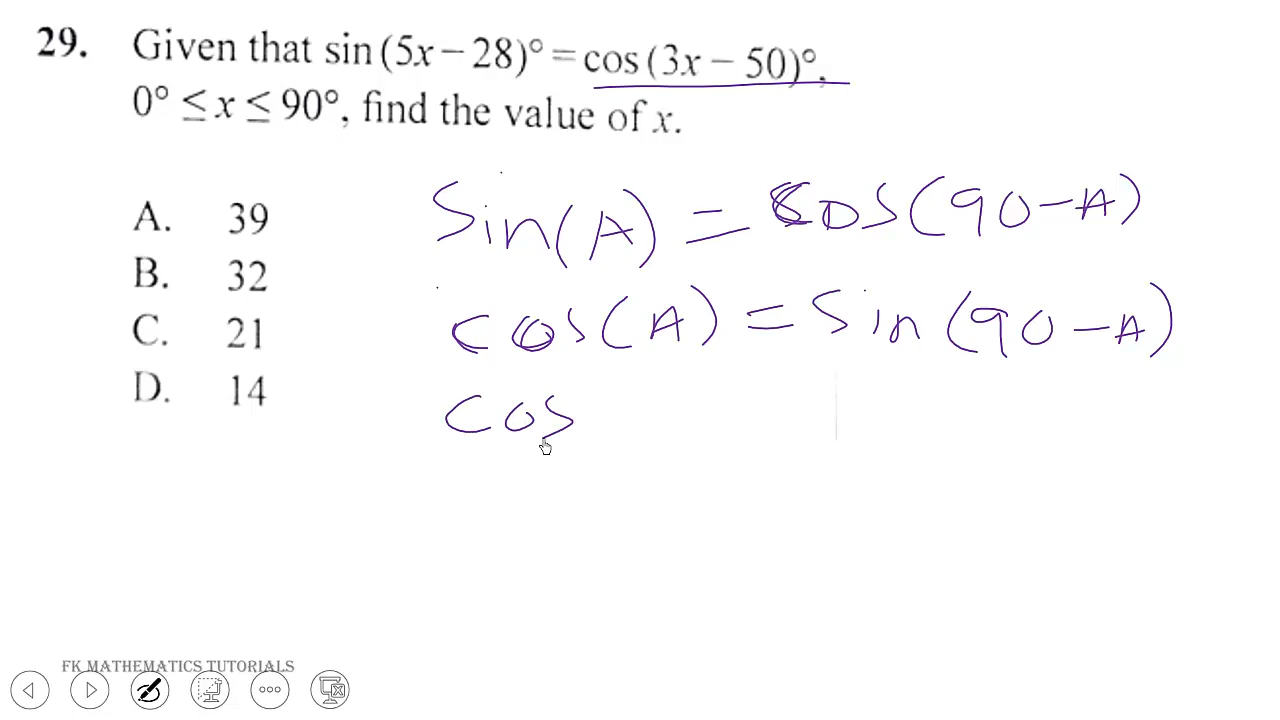 29. Given that sin (5x − 28)° = cos (3x − 50)°,
0° ≤ x ≤ 90°, find the value of x.
A. 39
B. 32
C. 21
D. 14
Sin(A) = cos(90-A)
cos(A) = Sin(90-A)
cos
FK MATHEMATICS TUTORIALS